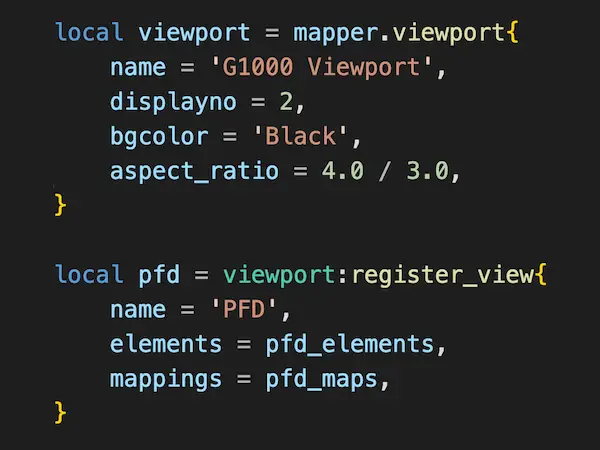 local viewport = mapper.viewport{
    name = 'G1000 Viewport',
    displayno = 2,
    bgcolor = 'Black',
    aspect_ratio = 4.0 / 3.0,
}

local pfd = viewport:register_view{
    name = 'PFD',
    elements = pfd_elements,
    mappings = pfd_maps,
}